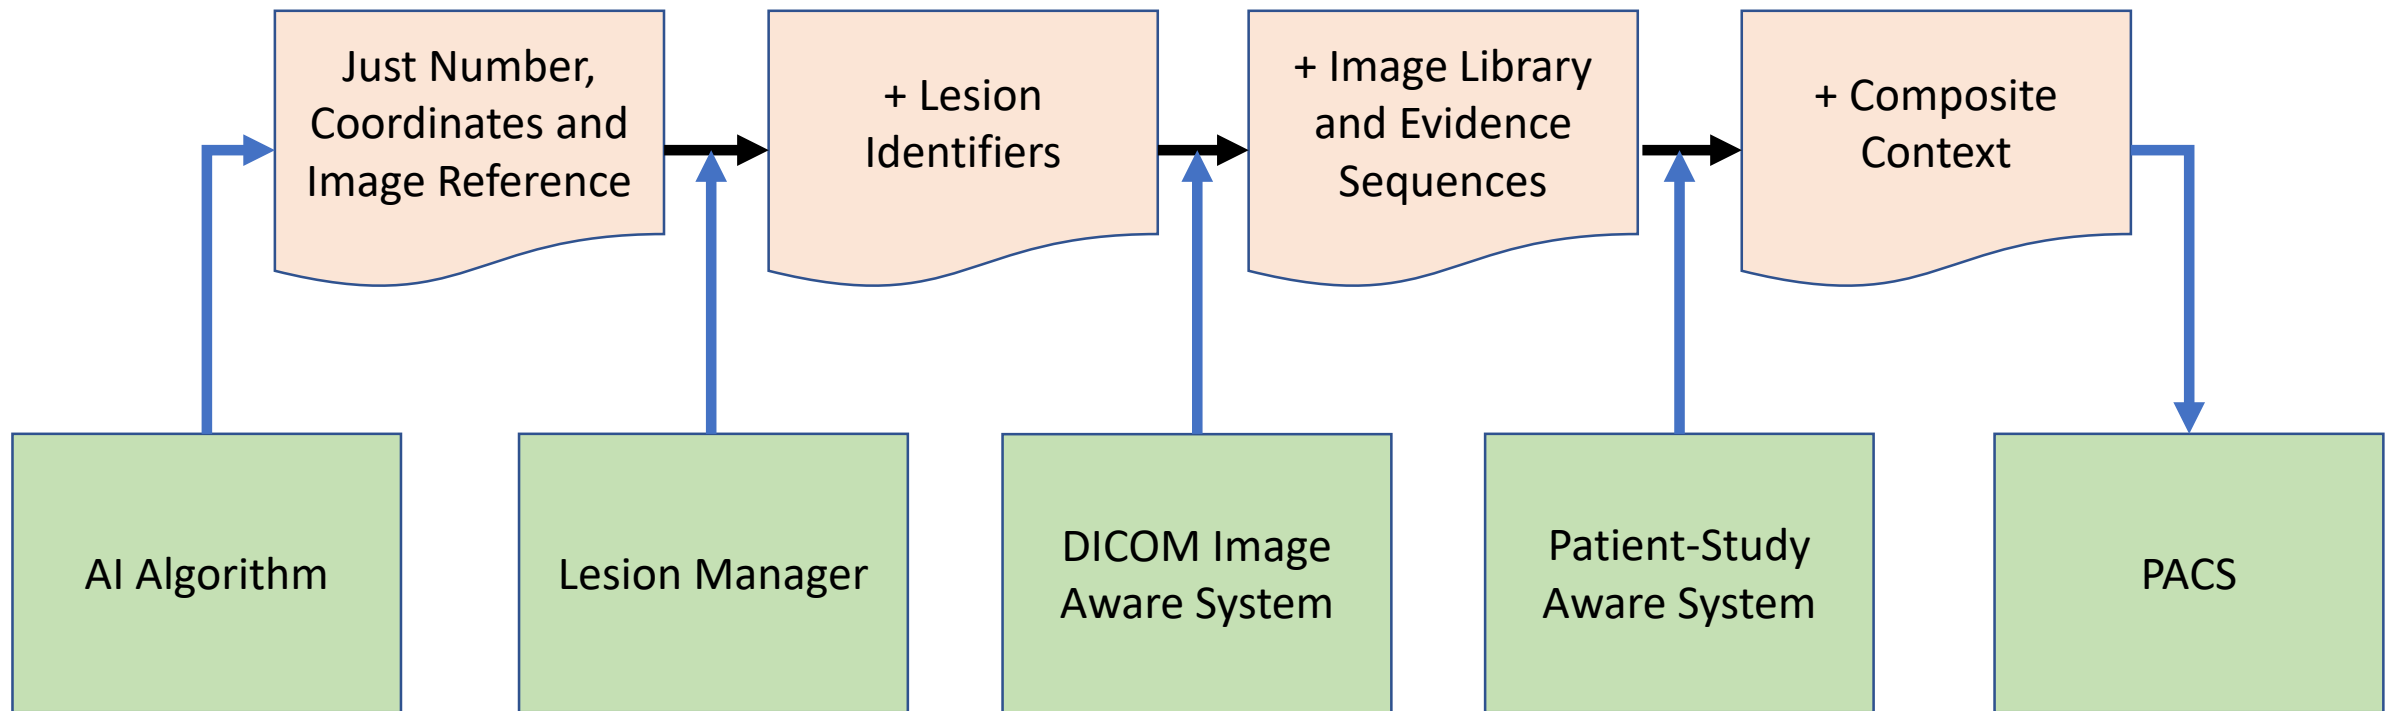 Just Number,
Coordinates and
Image Reference
+ Lesion
Identifiers
+ Image Library
and Evidence
Sequences
+ Composite
Context
AI Algorithm
Lesion Manager
DICOM Image
Aware System
Patient-Study
Aware System
PACS